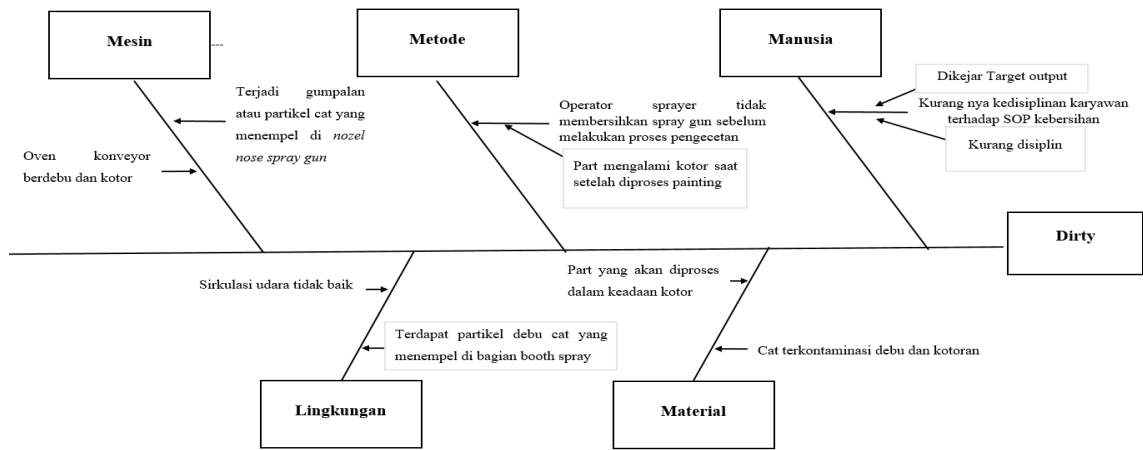 Mesin
Metode
Manusia
Terjadi gumpalan
atau partikel cat yang
menempel di nozel
nose spray gun
Oven konveyor
berdebu dan kotor
Operator sprayer tidak
membersihkan spray gun sebelum
melakukan proses pengecetan
Part mengalami kotor saat
setelah diproses painting
Dikejar Target output
Kurang nya kedisiplinan karyawan
terhadap SOP kebersihan
Kurang disiplin
Dirty
Sirkulasi udara tidak baik
Terdapat partikel debu cat yang
menempel di bagian booth spray
Part yang akan diproses
dalam keadaan kotor
Cat terkontaminasi debu dan kotoran
Lingkungan
Material